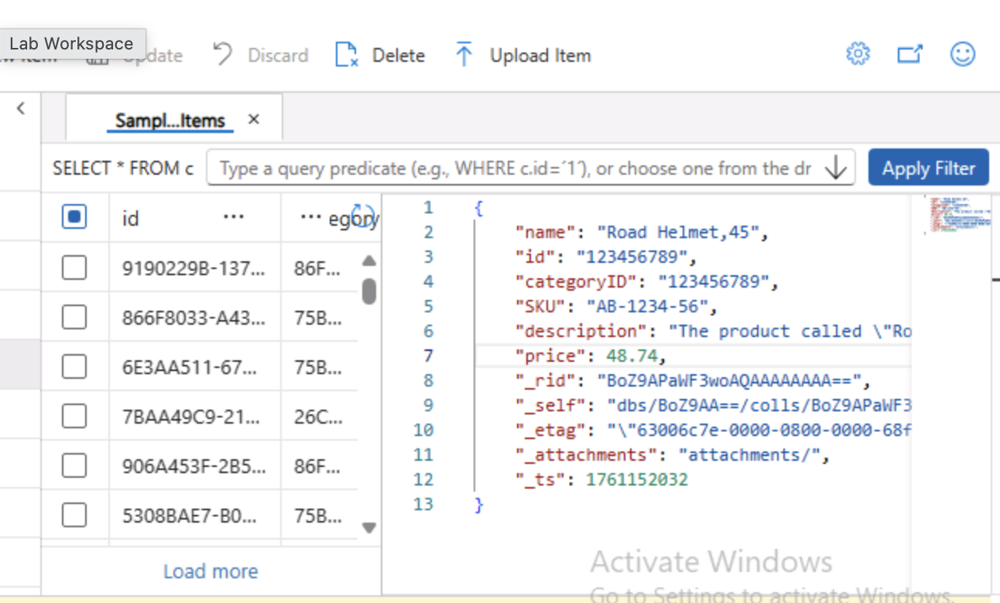 Lab Workspace
Update Discard Delete Upload Item
Sampl...Items
SELECT * FROM c Type a query predicate (e.g., WHERE c.id=´1´), or choose one from the dr Apply Filter
id ... ... egory
9190229B-137... 86F...
866F8033-A43... 75B...
6E3AA511-67... 75B...
7BAA49C9-21... 26C...
906A453F-2B5... 86F...
5308BAE7-B0... 75B...
Load more
1 {
2 "name": "Road Helmet,45",
3 "id": "123456789",
4 "categoryID": "123456789",
5 "SKU": "AB-1234-56",
6 "description": "The product called \"Ro
7 "price": 48.74,
8 "_rid": "BoZ9APaWF3woAQAAAAAAAA==",
9 "_self": "dbs/BoZ9AA==/colls/BoZ9APaWF3
10 "_etag": "\"63006c7e-0000-0800-0000-68f
11 "_attachments": "attachments/",
12 "_ts": 1761152032
13 }
Activate Windows
Go to Settings to activate Windows.